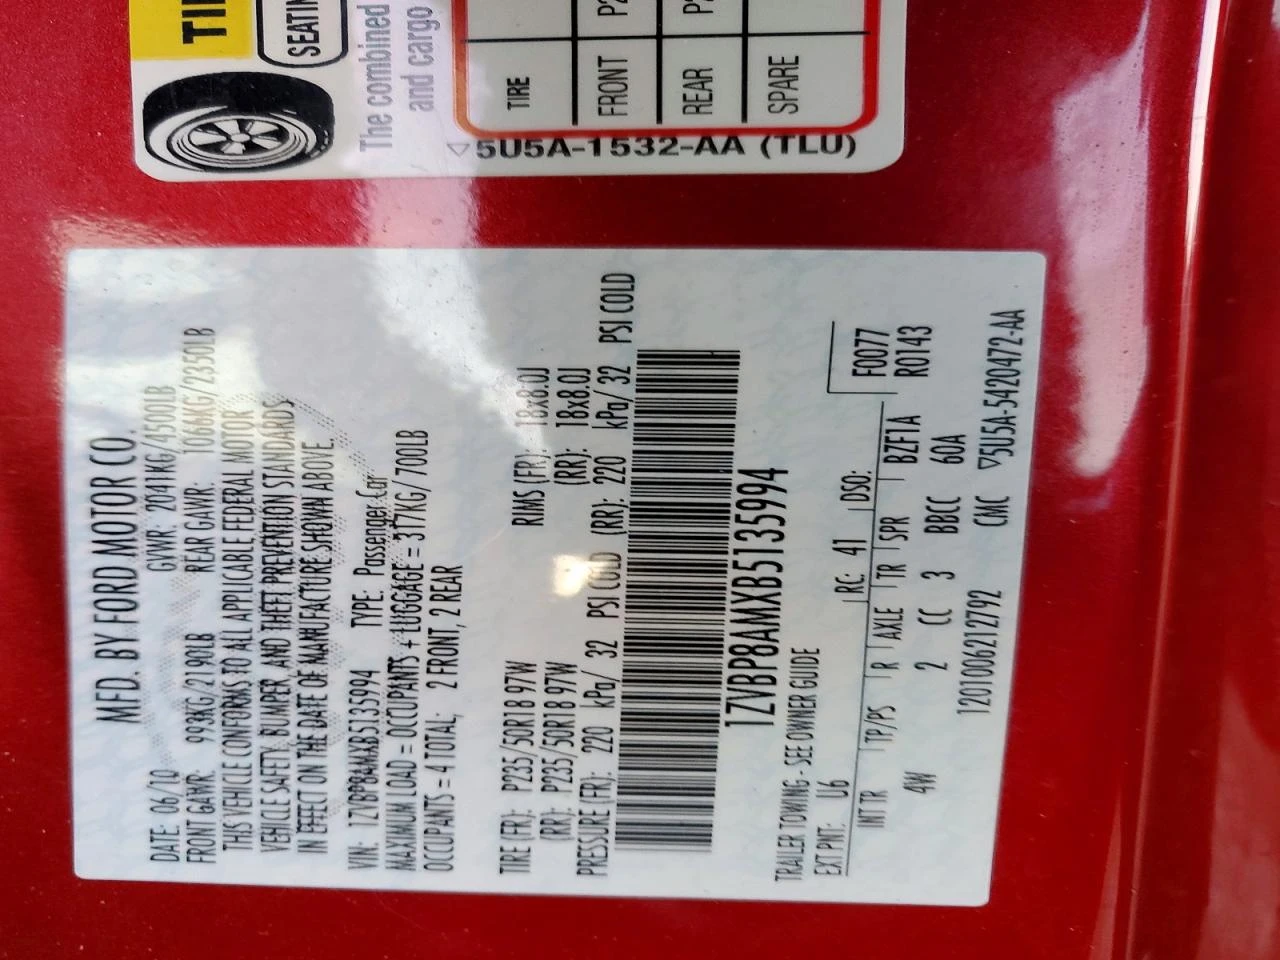 TIRE
FRONT
REAR
SPARE
The combined
and cargo
5U5A-1532-AA (TLU)
MFD. BY FORD MOTOR CO.
DATE: 06/10 GVWR: 2041KG/4500LB
FRONT GAWR: 993KG/2190LB REAR GAWR: 1066KG/2350LB
THIS VEHICLE CONFORMS TO ALL APPLICABLE FEDERAL MOTOR
VEHICLE SAFETY, BUMPER, AND THEFT PREVENTION STANDARDS
IN EFFECT ON THE DATE OF MANUFACTURE SHOWN ABOVE.
VIN: 1ZVBP8AMXB5135994 TYPE: Passenger Car
MAXIMUM LOAD = OCCUPANTS + LUGGAGE = 317KG/700LB
OCCUPANTS = 4 TOTAL; 2 FRONT, 2 REAR
TIRE (FR): P235/50R18 97W RIMS (FR): 18x8.0J
(RR): P235/50R18 97W (RR): 18x8.0J
PRESSURE (FR): 220 kPa/ 32 PSI COLD (RR): 220 kPa/ 32 PSI COLD
1ZVBP8AMXB5135994
TRAILER TOWING - SEE OWNER GUIDE
EXT PNT: U6 RC: 41 DSO: F0077
INT TR TP/PS R AXLE TR SPR BZF1A R0143
4W 2 CC 3 BBCC 60A
12010006212792 CMC ▽5U5A-5420472-AA